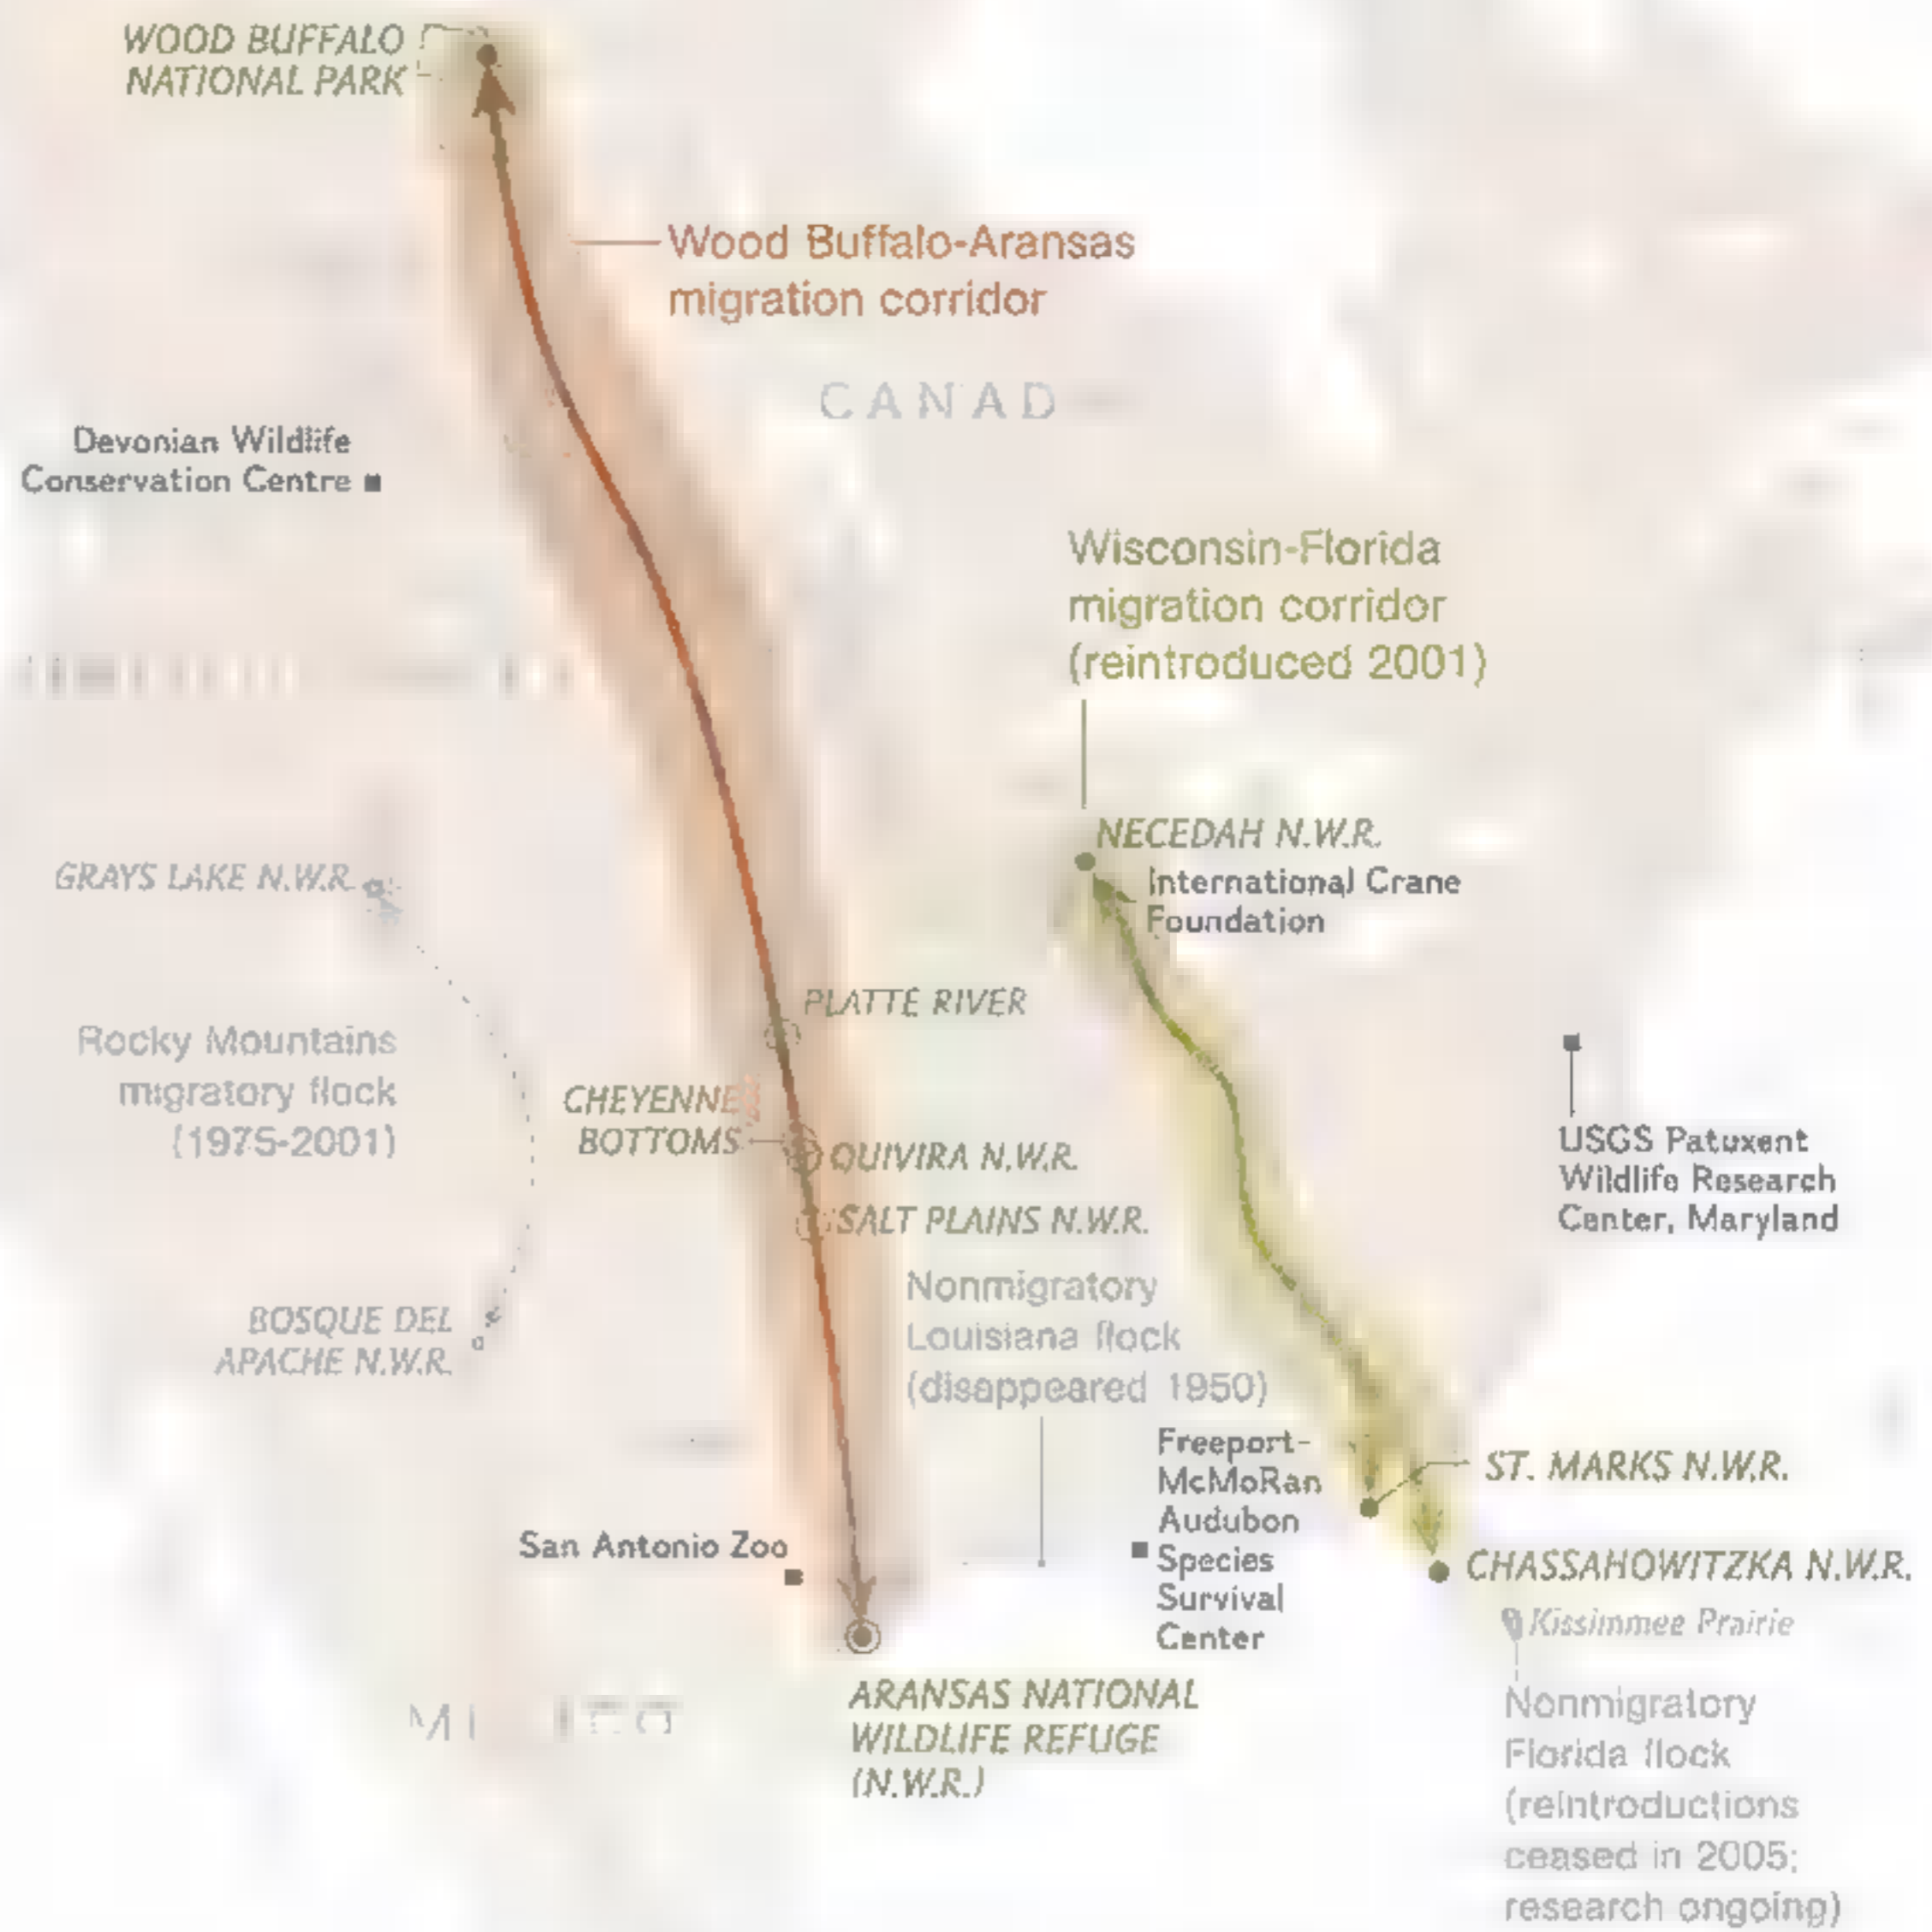 WOOD BUFFALO
NATIONAL PARK
Wood Buffalo-Aransas
migration corridor
CANAD
Devonian Wildlife
Conservation Centre
Wisconsin-Florida
migration corridor
(reintroduced 2001)
NECEDAH N.W.R.
International Crane
Foundation
GRAYS LAKE N.W.R.
PLATTE RIVER
Rocky Mountains
migratory flock
(1975-2001)
CHEYENNE
BOTTOMS
QUIVIRA N.W.R.
SALT PLAINS N.W.R.
USGS Patuxent
Wildlife Research
Center, Maryland
BOSQUE DEL
APACHE N.W.R.
Nonmigratory
Louisiana flock
(disappeared 1950)
Freeport-
McMoRan
Audubon
Species
Survival
Center
ST. MARKS N.W.R.
San Antonio Zoo
CHASSAHOWITZKA N.W.R.
Kissimmee Prairie
ARANSAS NATIONAL
WILDLIFE REFUGE
(N.W.R.)
Nonmigratory
Florida flock
(reintroductions
ceased in 2005;
research ongoing)